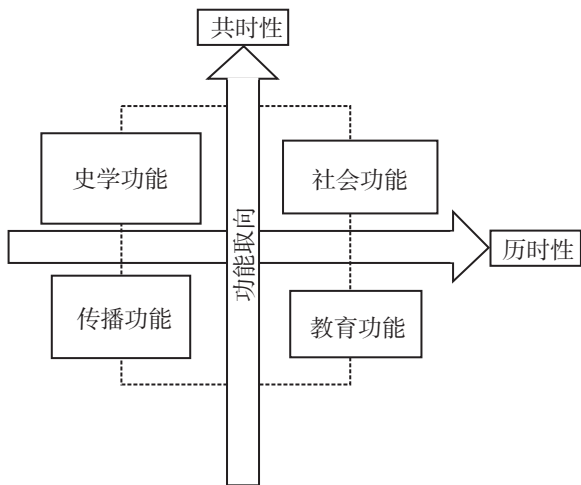 共时性
史学功能
社会功能
功能取向
历时性
传播功能
教育功能